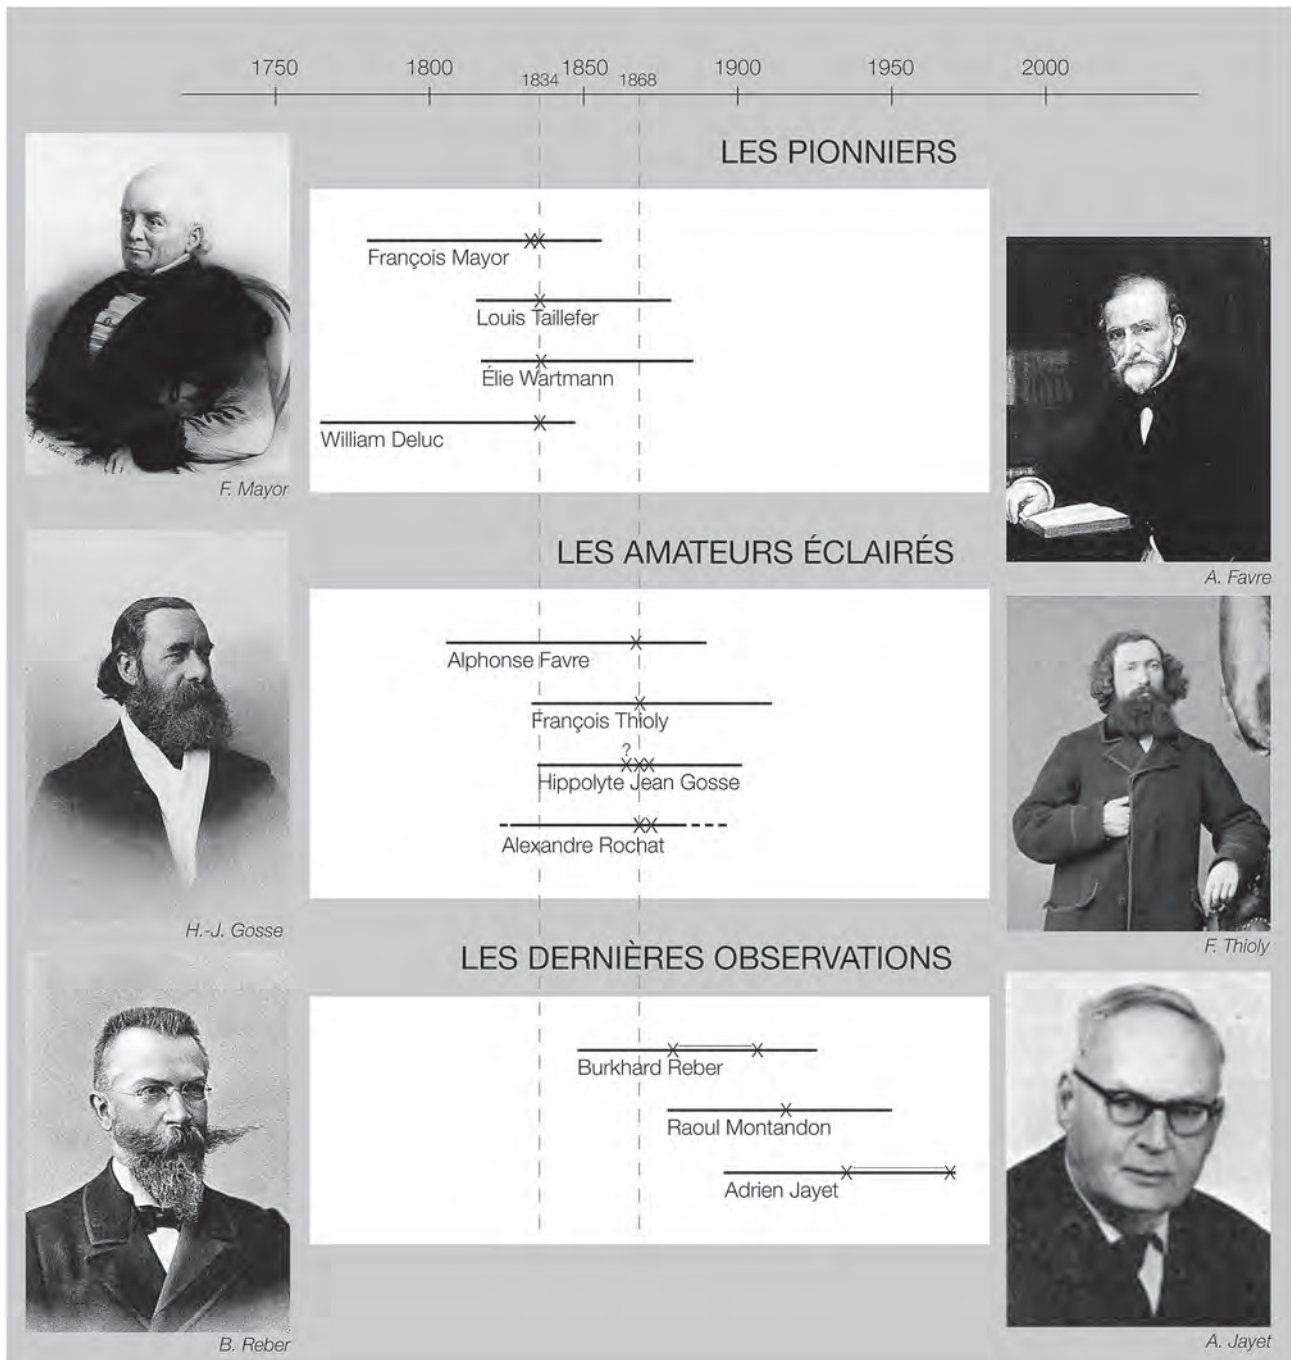 1750 1800 1850 1900 1950 2000
1834 1868
LES PIONNIERS
François Mayor
Louis Taillefer
Élie Wartmann
William Deluc
F. Mayor
A. Favre
LES AMATEURS ÉCLAIRÉS
Alphonse Favre
François Thioly
?
Hippolyte Jean Gosse
Alexandre Rochat
H.-J. Gosse
F. Thioly
LES DERNIÈRES OBSERVATIONS
Burkhard Reber
Raoul Montandon
Adrien Jayet
B. Reber
A. Jayet